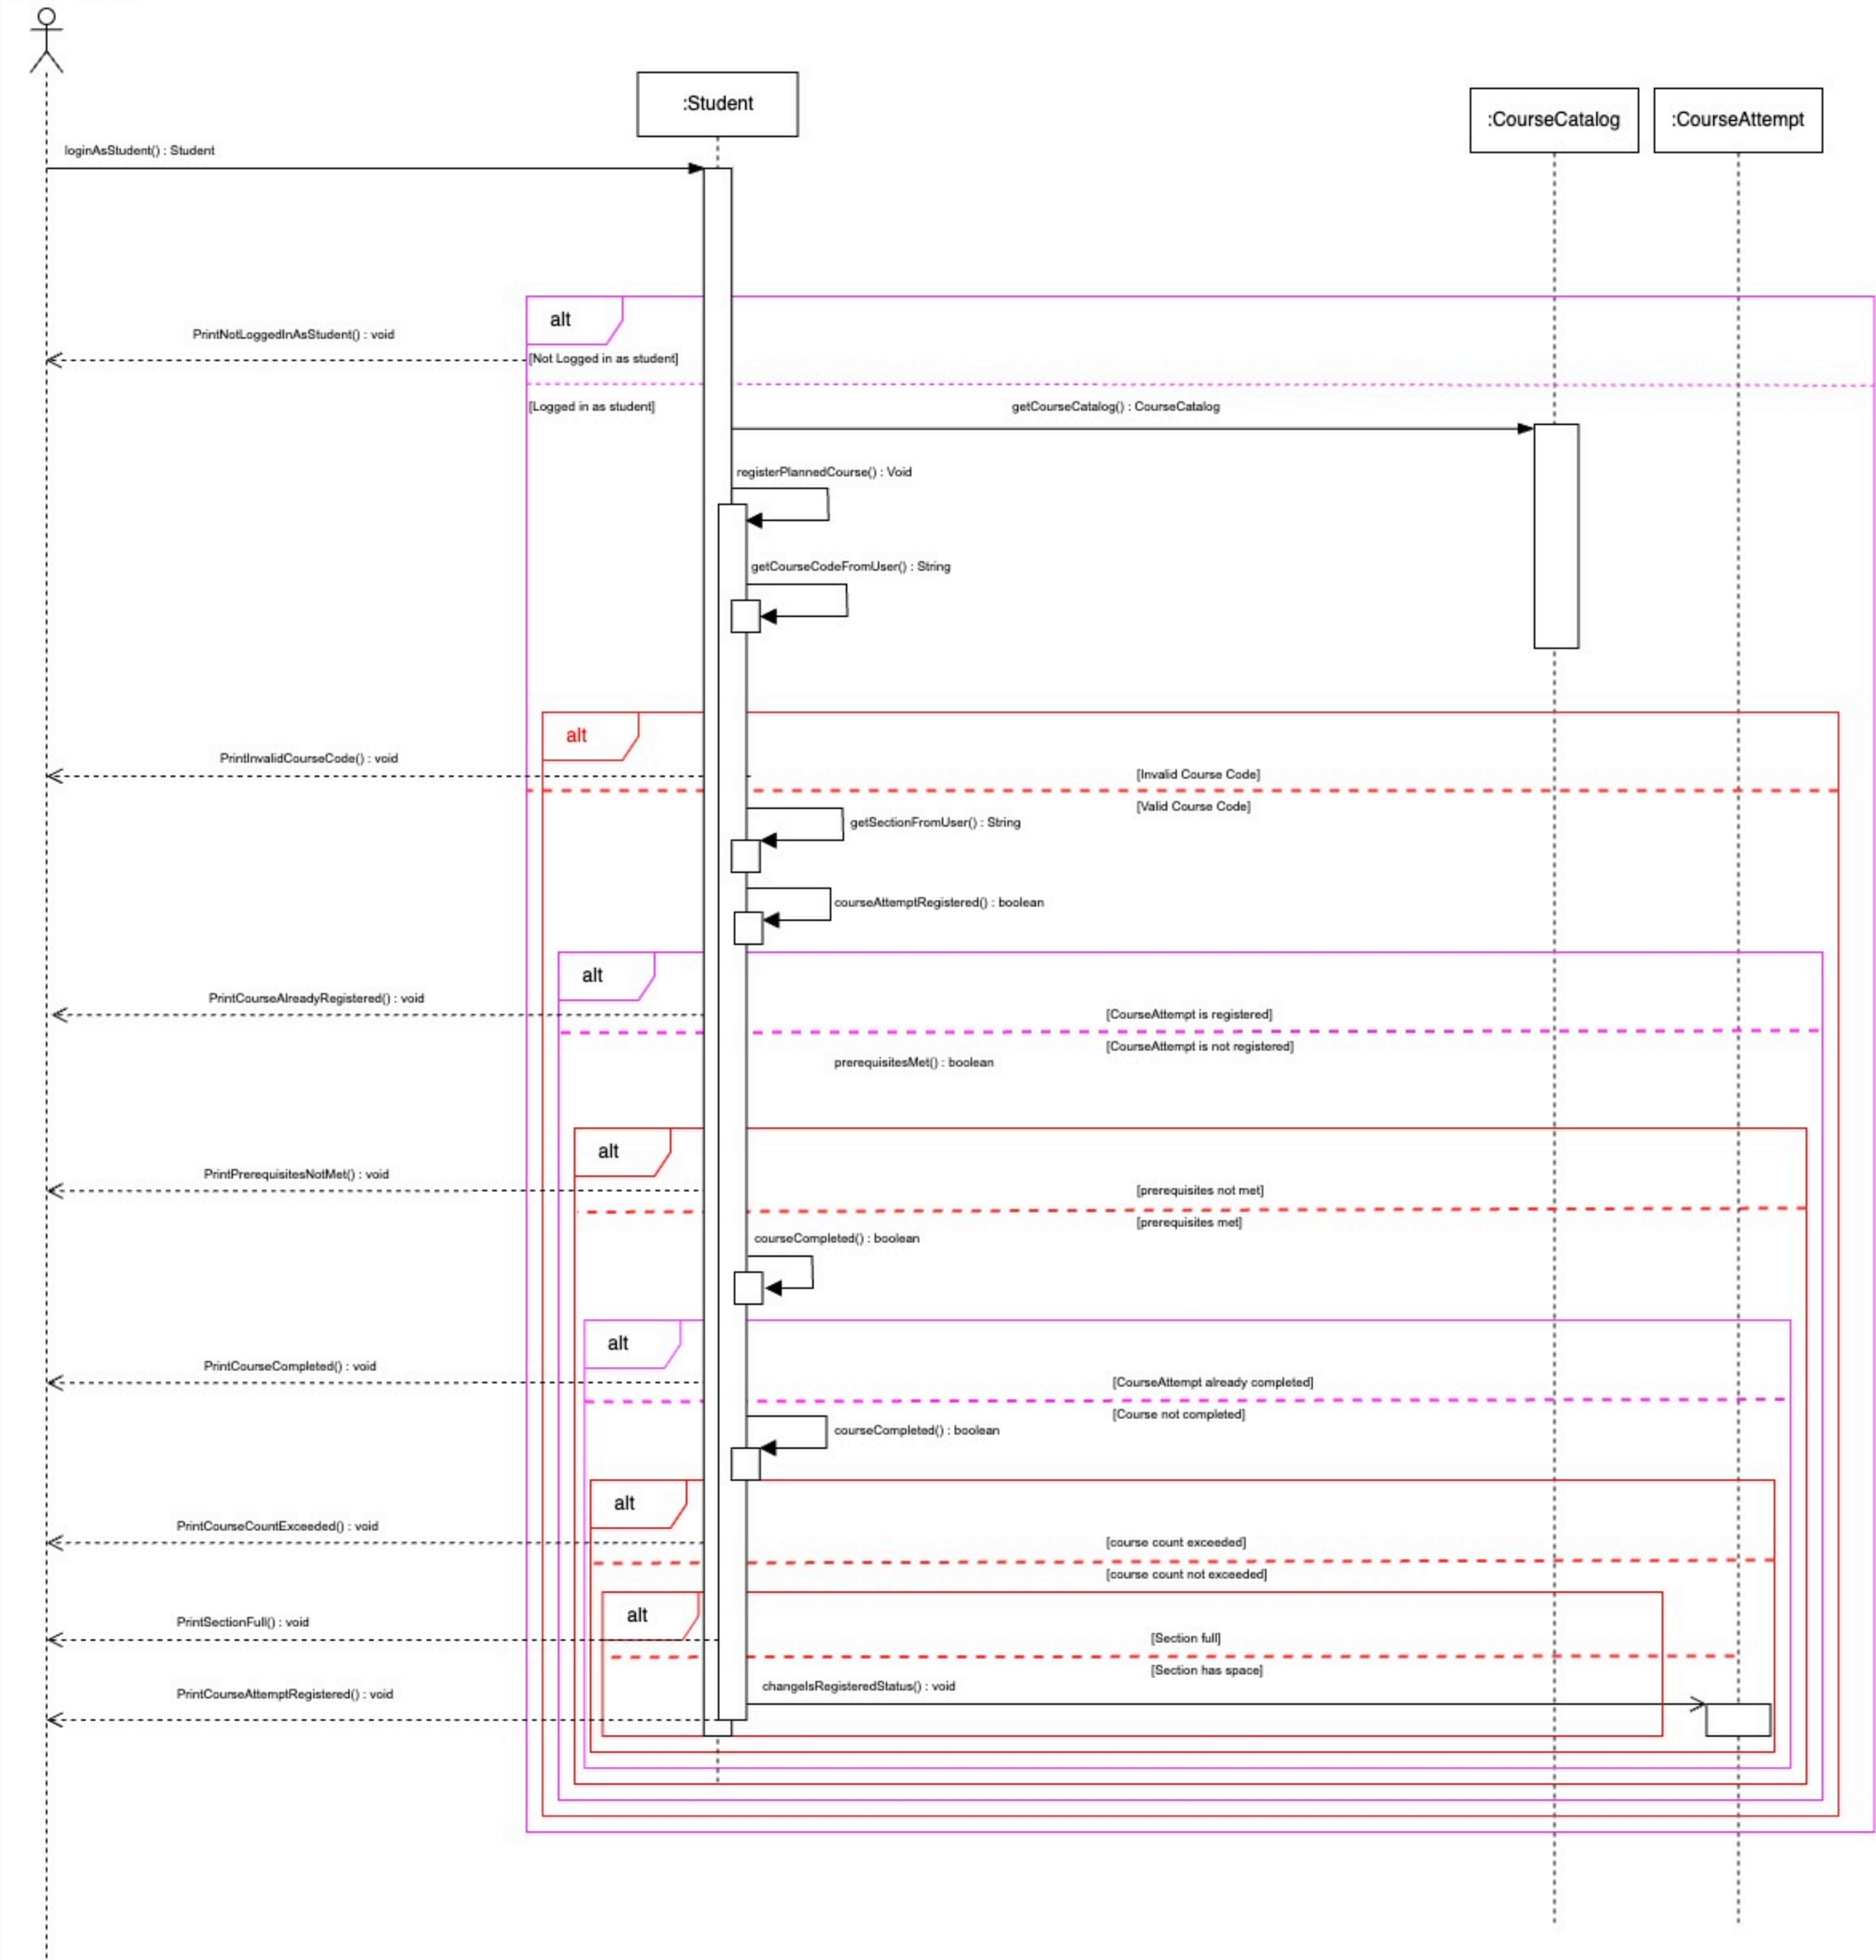 :Student
:CourseCatalog
:CourseAttempt
loginAsStudent() : Student
alt
PrintNotLoggedInAsStudent() : void
[Not Logged in as student]
[Logged in as student]
getCourseCatalog() : CourseCatalog
registerPlannedCourse() : Void
getCourseCodeFromUser() : String
alt
PrintInvalidCourseCode() : void
[Invalid Course Code]
[Valid Course Code]
getSectionFromUser() : String
courseAttemptRegistered() : boolean
alt
PrintCourseAlreadyRegistered() : void
[CourseAttempt is registered]
[CourseAttempt is not registered]
prerequisitesMet() : boolean
alt
PrintPrerequisitesNotMet() : void
[prerequisites not met]
[prerequisites met]
courseCompleted() : boolean
alt
PrintCourseCompleted() : void
[CourseAttempt already completed]
[Course not completed]
courseCompleted() : boolean
alt
PrintCourseCountExceeded() : void
[course count exceeded]
[course count not exceeded]
alt
PrintSectionFull() : void
[Section full]
[Section has space]
changeIsRegisteredStatus() : void
PrintCourseAttemptRegistered() : void